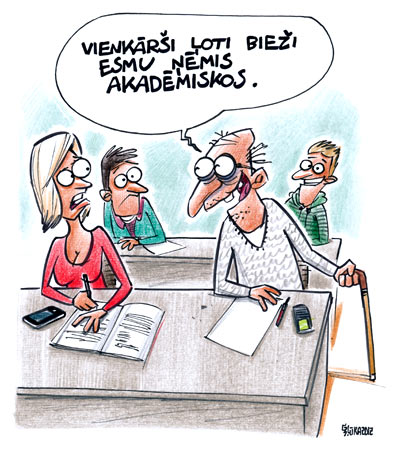 VIENKĀRŠI ĻOTI BIEŽI
ESMU ŅĒMIS
AKADĒMISKOS.